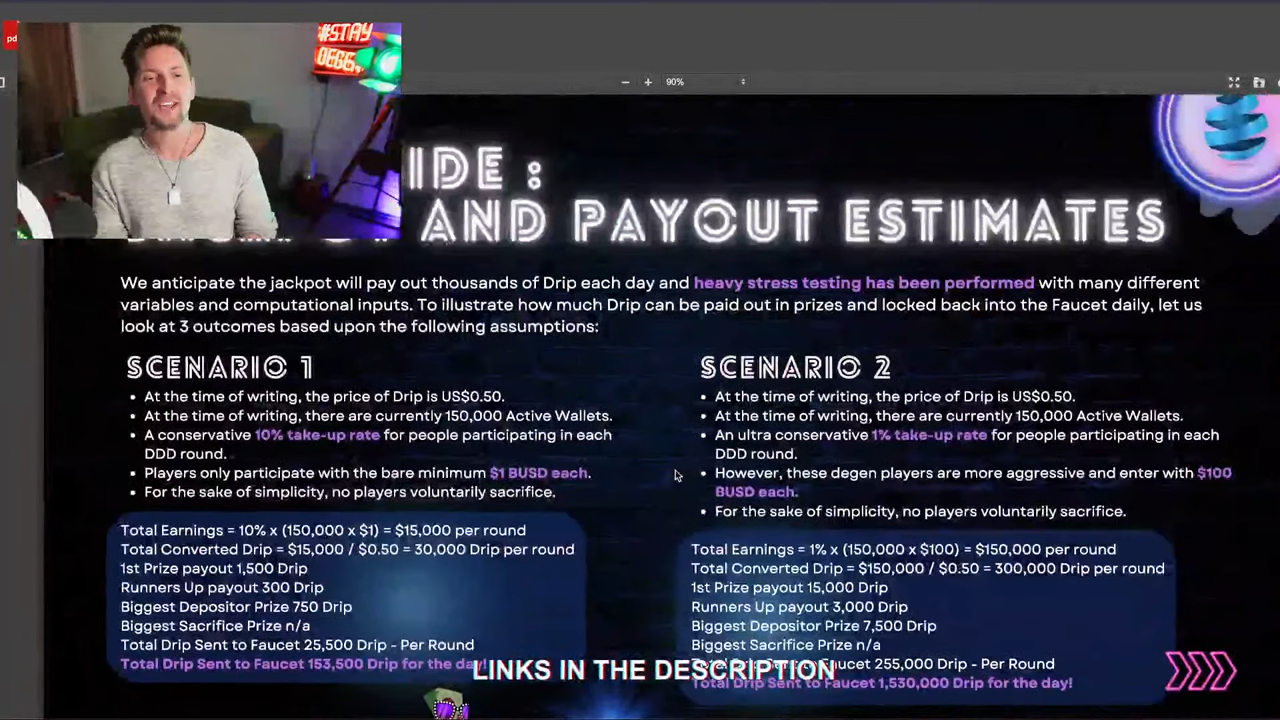 pd
#STAY
DEGG
90%
IDE :
AND PAYOUT ESTIMATES
We anticipate the jackpot will pay out thousands of Drip each day and heavy stress testing has been performed with many different
variables and computational inputs. To illustrate how much Drip can be paid out in prizes and locked back into the Faucet daily, let us
look at 3 outcomes based upon the following assumptions:
SCENARIO 1
• At the time of writing, the price of Drip is US$0.50.
• At the time of writing, there are currently 150,000 Active Wallets.
• A conservative 10% take-up rate for people participating in each
DDD round.
• Players only participate with the bare minimum $1 BUSD each.
• For the sake of simplicity, no players voluntarily sacrifice.
Total Earnings = 10% x (150,000 x $1) = $15,000 per round
Total Converted Drip = $15,000 / $0.50 = 30,000 Drip per round
1st Prize payout 1,500 Drip
Runners Up payout 300 Drip
Biggest Depositor Prize 750 Drip
Biggest Sacrifice Prize n/a
Total Drip Sent to Faucet 25,500 Drip - Per Round
Total Drip Sent to Faucet 153,500 Drip for the day!
SCENARIO 2
• At the time of writing, the price of Drip is US$0.50.
• At the time of writing, there are currently 150,000 Active Wallets.
• An ultra conservative 1% take-up rate for people participating in each
DDD round.
• However, these degen players are more aggressive and enter with $100
BUSD each.
• For the sake of simplicity, no players voluntarily sacrifice.
Total Earnings = 1% x (150,000 x $100) = $150,000 per round
Total Converted Drip = $150,000 / $0.50 = 300,000 Drip per round
1st Prize payout 15,000 Drip
Runners Up payout 3,000 Drip
Biggest Depositor Prize 7,500 Drip
Biggest Sacrifice Prize n/a
Faucet 255,000 Drip - Per Round
Total Drip Sent to Faucet 1,530,000 Drip for the day!
LINKS IN THE DESCRIPTION